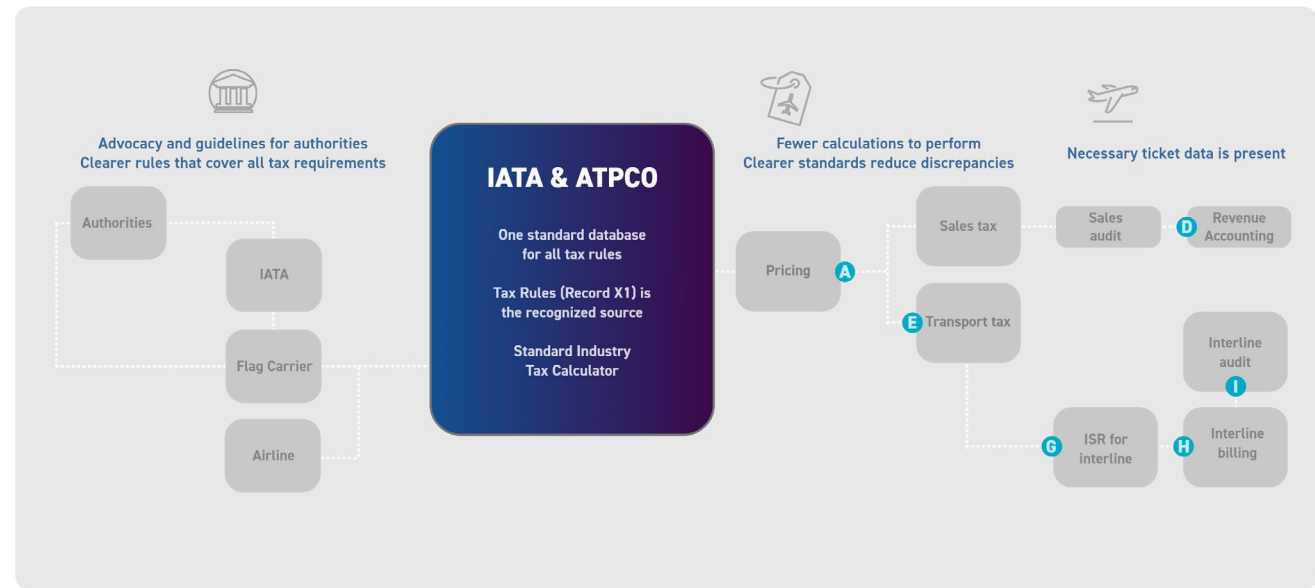 Advocacy and guidelines for authorities
Clearer rules that cover all tax requirements
Authorities
IATA
Flag Carrier
Airline
IATA & ATPCO
One standard database
for all tax rules
Tax Rules (Record X1) is
the recognized source
Standard Industry
Tax Calculator
Fewer calculations to perform
Clearer standards reduce discrepancies
Necessary ticket data is present
Pricing
A
Sales tax
Sales
audit
D
Revenue
Accounting
E
Transport tax
Interline
audit
I
G
ISR for
interline
H
Interline
billing